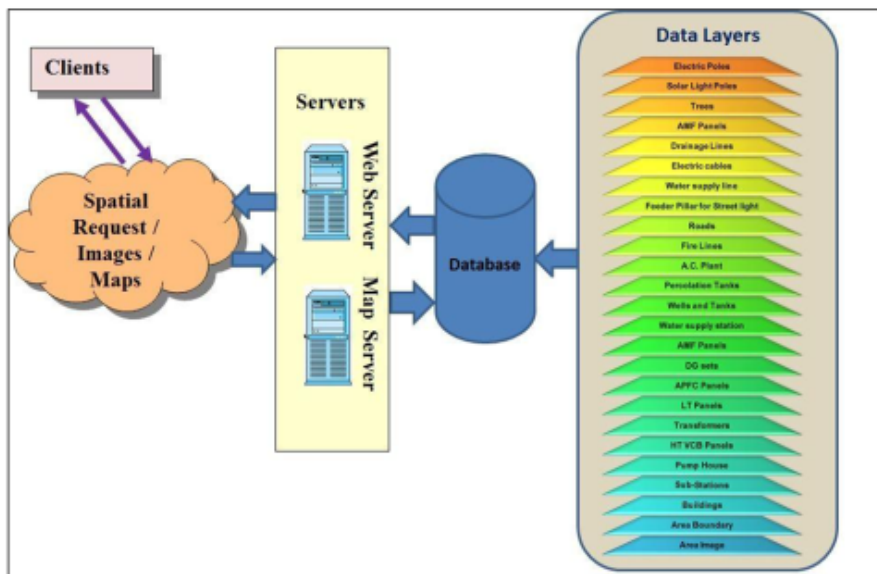 Clients
Spatial
Request /
Images /
Maps
Servers
Web Server
Map Server
Database
Data Layers
Electric Poles
Solar Light Poles
Trees
AMF Panels
Drainage Lines
Electric cables
Water supply line
Feeder Pillar for Street light
Roads
Fire Lines
A.C. Plant
Percolation Tanks
Wells and Tanks
Water supply station
AMF Panels
DG sets
APFC Panels
LT Panels
Transformers
HT VCB Panels
Pump House
Sub-Stations
Buildings
Area Boundary
Area Image